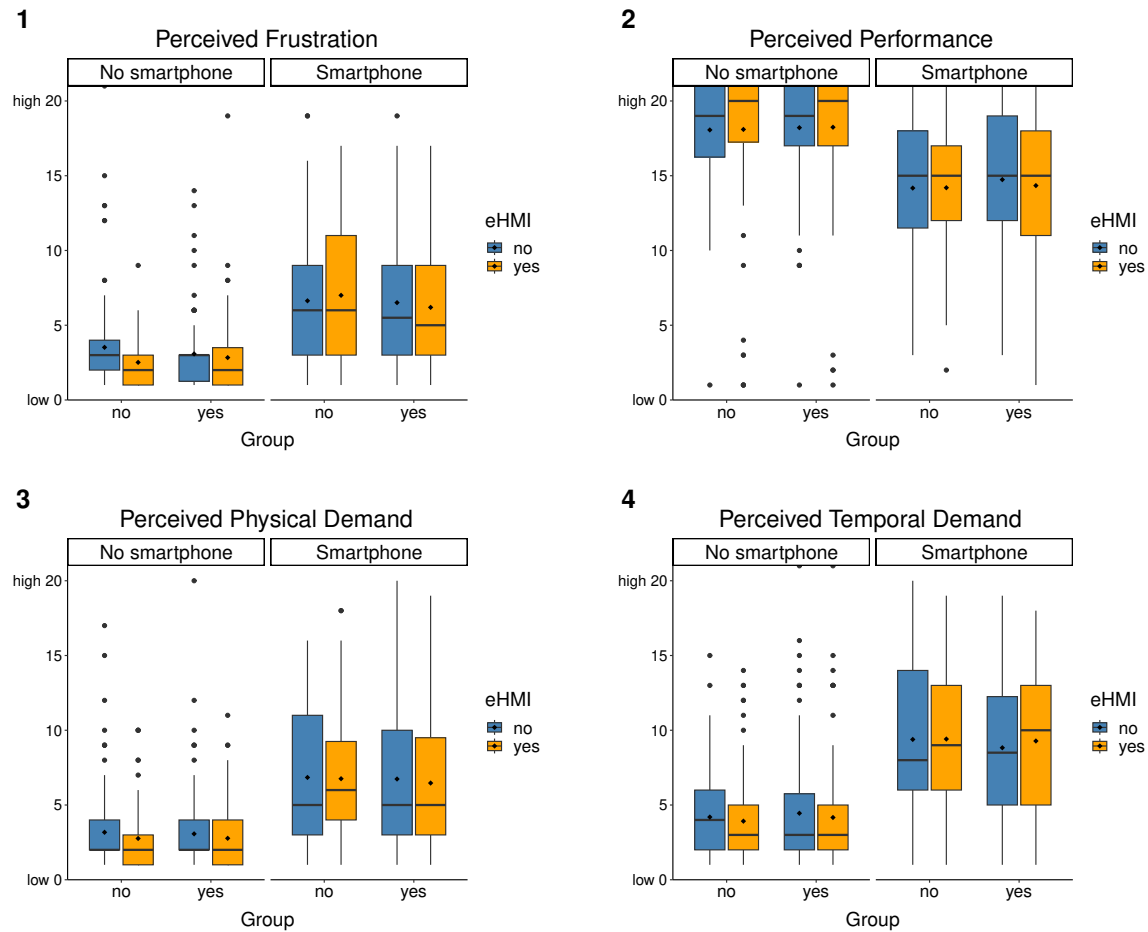 1
Perceived Frustration
No smartphone Smartphone
high 20
15
10
5
low 0
no yes no yes
Group
eHMI
no
yes
2
Perceived Performance
No smartphone Smartphone
high 20
15
10
5
low 0
no yes no yes
Group
eHMI
no
yes
3
Perceived Physical Demand
No smartphone Smartphone
high 20
15
10
5
low 0
no yes no yes
Group
eHMI
no
yes
4
Perceived Temporal Demand
No smartphone Smartphone
high 20
15
10
5
low 0
no yes no yes
Group
eHMI
no
yes